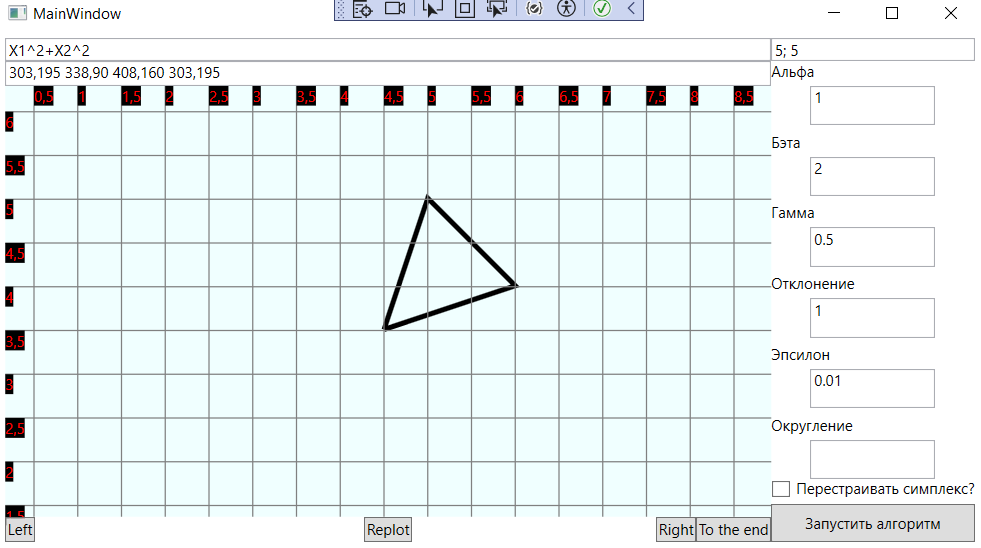 MainWindow
X1^2+X2^2
5; 5
303,195 338,90 408,160 303,195
Альфа
0,5 1 1,5 2 2,5 3 3,5 4 4,5 5 5,5 6 6,5 7 7,5 8 8,5
1
6
Бэта
5,5
2
5
Гамма
4,5
0.5
4
Отклонение
3,5
1
Эпсилон
3
0.01
2,5
Округление
2
Перестраивать симплекс?
1,5
Left
Replot
Right
To the end
Запустить алгоритм